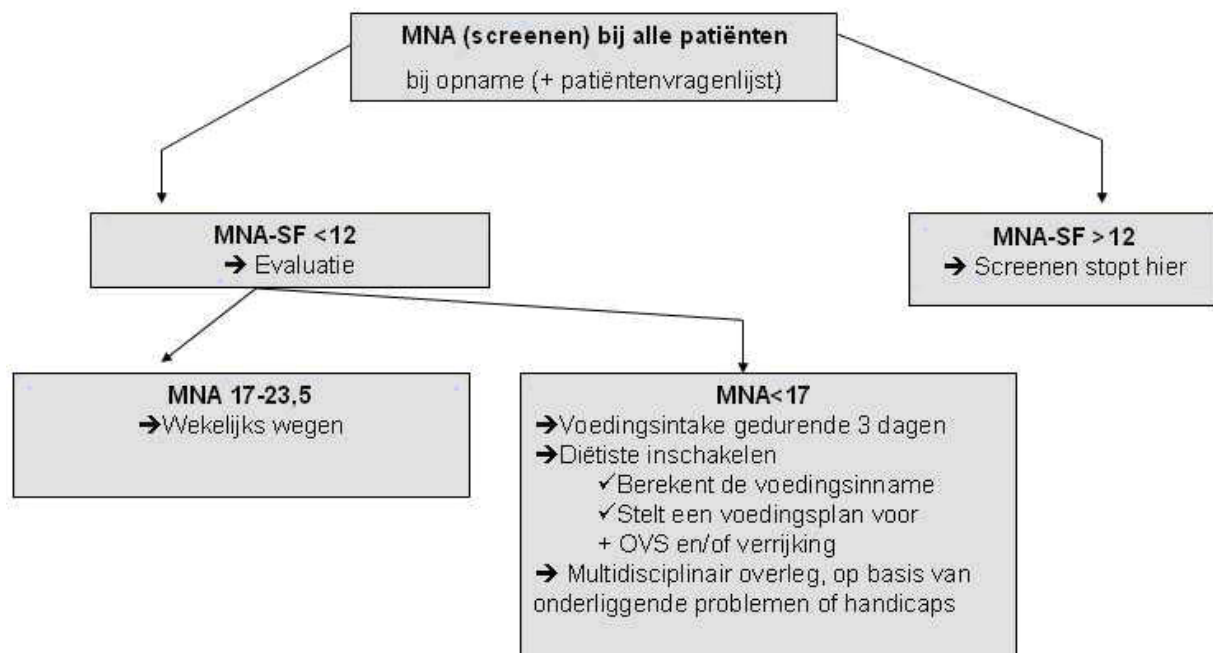 MNA (screenen) bij alle patiënten
bij opname (+ patiëntenvragenlijst)
MNA-SF <12
➔ Evaluatie
MNA-SF >12
➔ Screenen stopt hier
MNA 17-23,5
➔Wekelijks wegen
MNA<17
➔Voedingsintake gedurende 3 dagen
➔Diëtiste inschakelen
✓Berekent de voedingsinname
✓Stelt een voedingsplan voor
+ OVS en/of verrijking
➔ Multidisciplinair overleg, op basis van
onderliggende problemen of handicaps